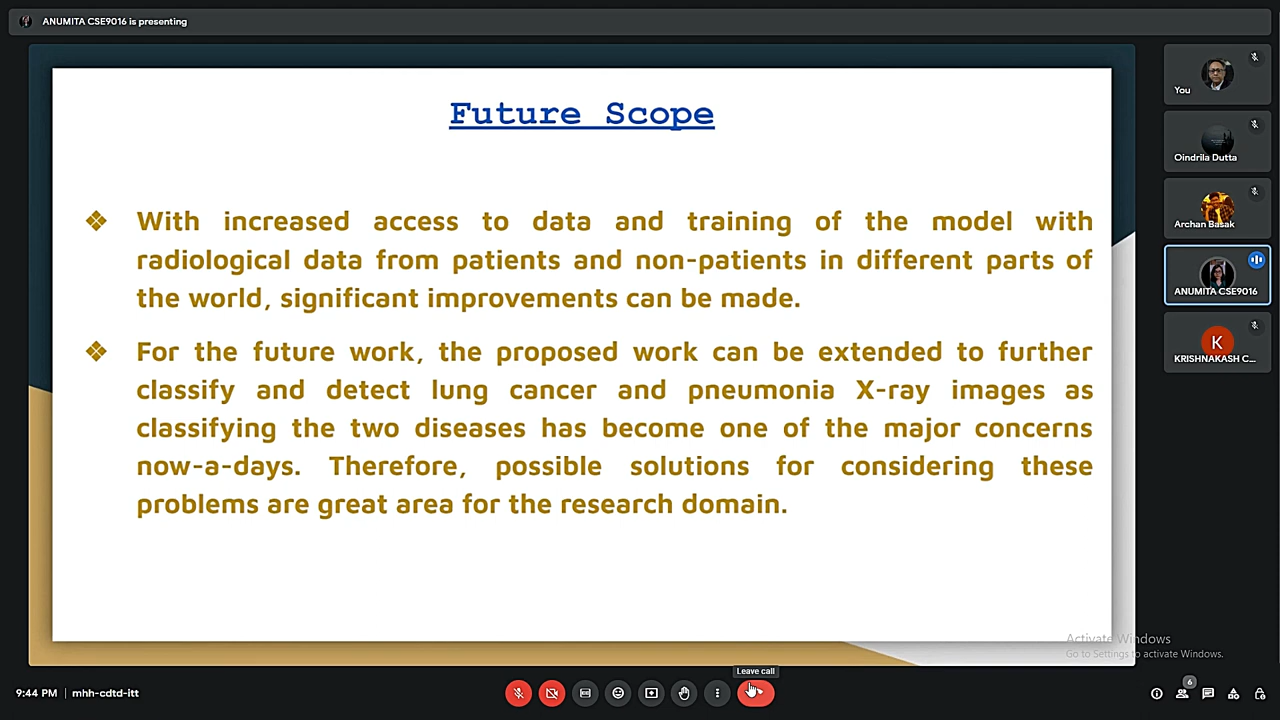 ANUMITA CSE9016 is presenting
Future Scope
❖ With increased access to data and training of the model with
radiological data from patients and non-patients in different parts of
the world, significant improvements can be made.
❖ For the future work, the proposed work can be extended to further
classify and detect lung cancer and pneumonia X-ray images as
classifying the two diseases has become one of the major concerns
now-a-days. Therefore, possible solutions for considering these
problems are great area for the research domain.
You
Oindrila Dutta
Archan Basak
ANUMITA CSE9016
K
KRISHNAKASH C...
Activate Windows
Go to Settings to activate Windows.
Leave call
9:44 PM | mhh-cdtd-itt
6